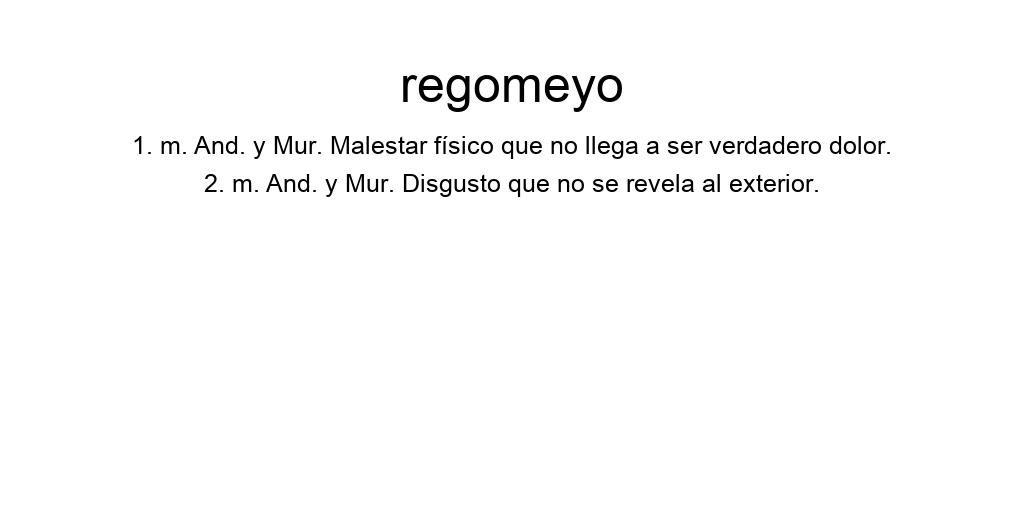 regomeyo
1. m. And. y Mur. Malestar físico que no llega a ser verdadero dolor.
2. m. And. y Mur. Disgusto que no se revela al exterior.